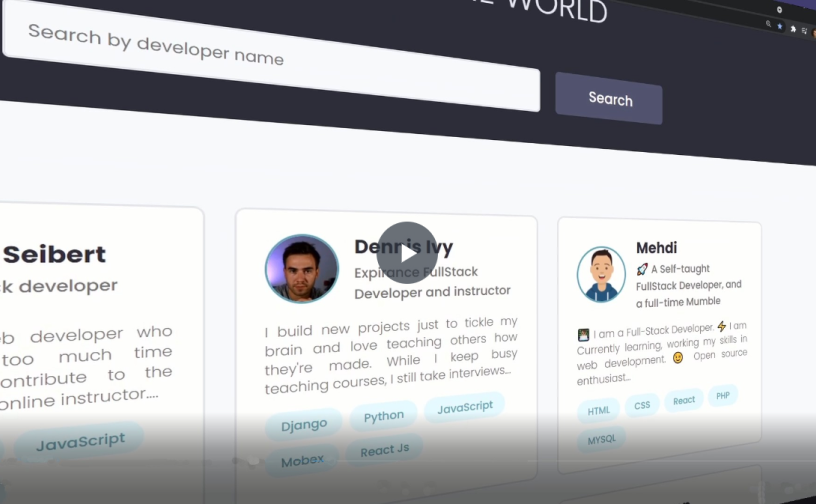 WORLD
Search by developer name
Search
Seibert
developer
developer who
too much time
contribute to the
online instructor....
JavaScript
Dennis Ivy
Expirance FullStack
Developer and instructor
I build new projects just to tickle my
brain and love teaching others how
they're made. While I keep busy
teaching courses, I still take interviews...
Django
Python
JavaScript
Mobex
React Js
Mehdi
🚀 A Self-taught
FullStack Developer, and
a full-time Mumble
👨‍💻 I am a Full-Stack Developer. ⚡ I am
Currently learning, working my skills in
web development. 😊 Open source
enthusiast...
HTML
CSS
React
PHP
MYSQL